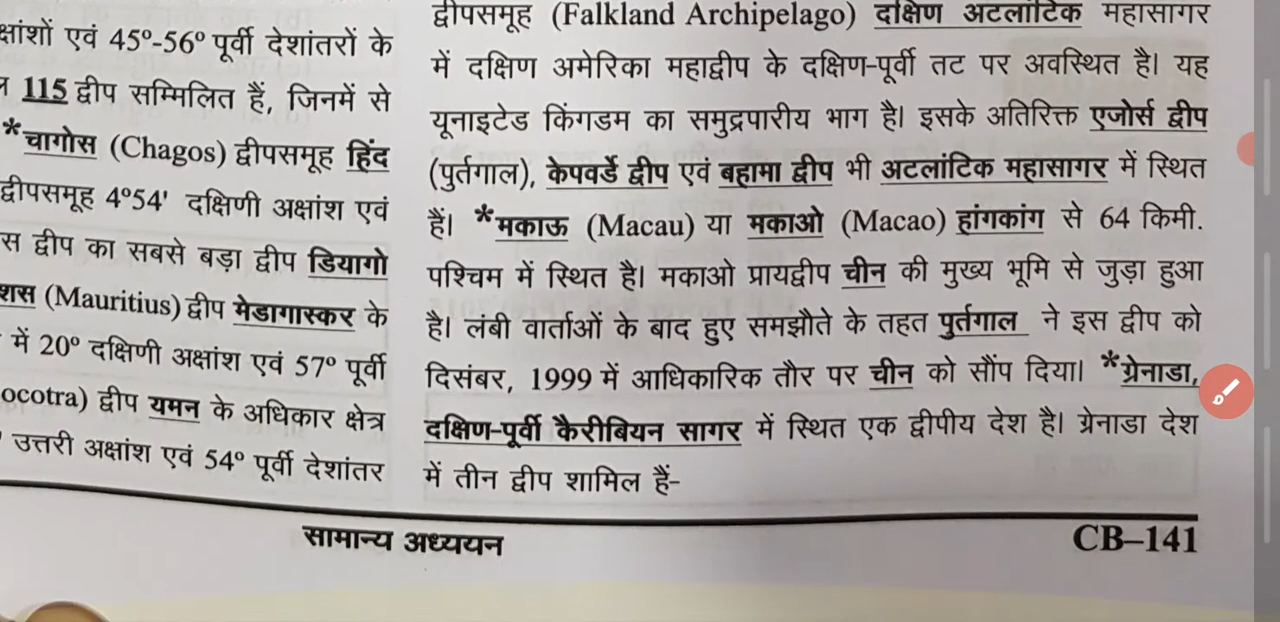 क्षांशों एवं 45°-56° पूर्वी देशांतरों के
115 द्वीप सम्मिलित हैं, जिनमें से
*चागोस (Chagos) द्वीपसमूह हिंद
द्वीपसमूह 4°54' दक्षिणी अक्षांश एवं
स द्वीप का सबसे बड़ा द्वीप डियागो
शस (Mauritius) द्वीप मेडागास्कर के
में 20° दक्षिणी अक्षांश एवं 57° पूर्वी
ocotra) द्वीप यमन के अधिकार क्षेत्र
उत्तरी अक्षांश एवं 54° पूर्वी देशांतर
द्वीपसमूह (Falkland Archipelago) दक्षिण अटलांटिक महासागर
में दक्षिण अमेरिका महाद्वीप के दक्षिण-पूर्वी तट पर अवस्थित है। यह
यूनाइटेड किंगडम का समुद्रपारीय भाग है। इसके अतिरिक्त एजोर्स द्वीप
(पुर्तगाल), केपवर्डे द्वीप एवं बहामा द्वीप भी अटलांटिक महासागर में स्थित
हैं। *मकाऊ (Macau) या मकाओ (Macao) हांगकांग से 64 किमी.
पश्चिम में स्थित है। मकाओ प्रायद्वीप चीन की मुख्य भूमि से जुड़ा हुआ
है। लंबी वार्ताओं के बाद हुए समझौते के तहत पुर्तगाल ने इस द्वीप को
दिसंबर, 1999 में आधिकारिक तौर पर चीन को सौंप दिया। *ग्रेनाडा,
दक्षिण-पूर्वी कैरीबियन सागर में स्थित एक द्वीपीय देश है। ग्रेनाडा देश
में तीन द्वीप शामिल हैं-
सामान्य अध्ययन
CB–141